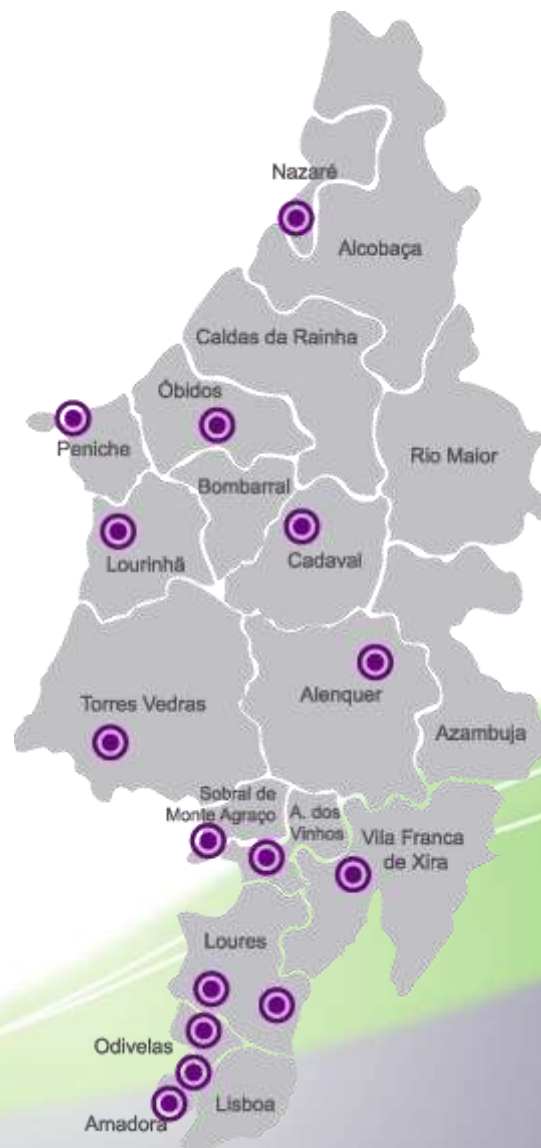 Nazaré
Alcobaça
Caldas da Rainha
Óbidos
Peniche
Rio Maior
Bombarral
Lourinhã
Cadaval
Alenquer
Torres Vedras
Azambuja
Sobral de
Monte Agraço
A. dos
Vinhos
Vila Franca
de Xira
Loures
Odivelas
Lisboa
Amadora